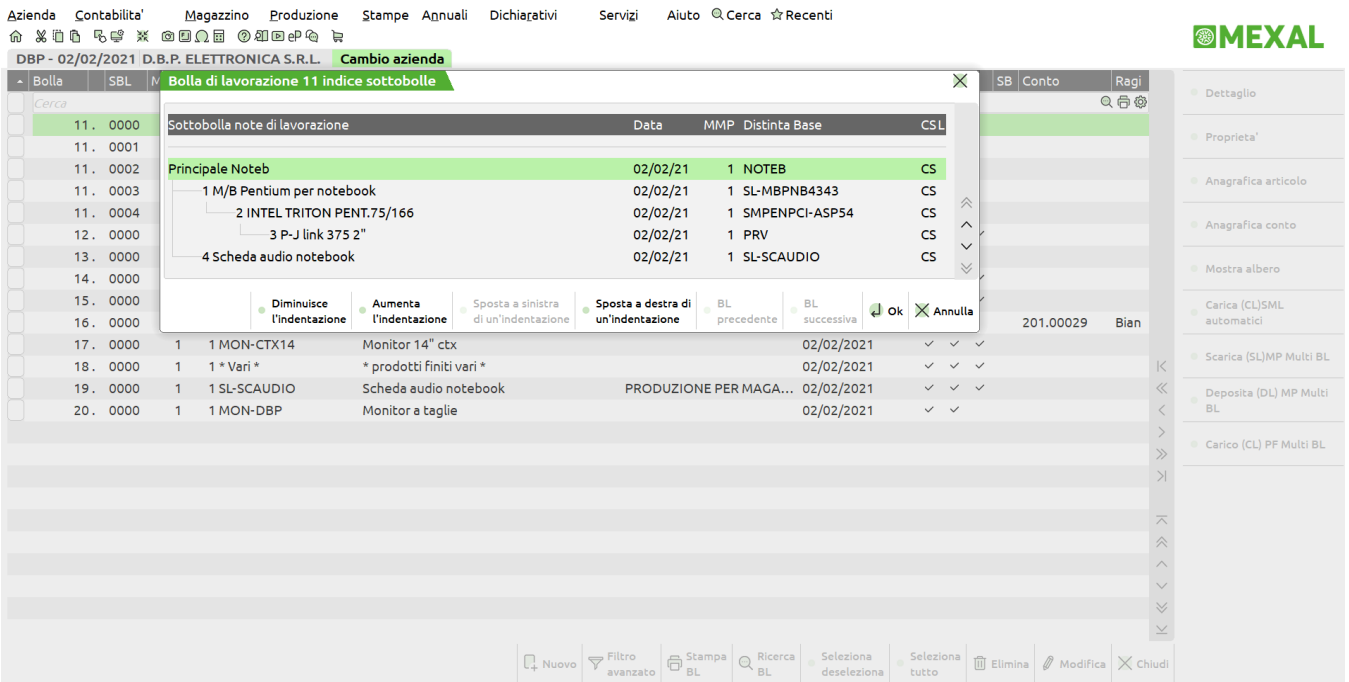 Azienda Contabilita' Magazzino Produzione Stampe Annuali Dichiarativi Servizi Aiuto Cerca Recenti
MEXAL
DBP - 02/02/2021 D.B.P. ELETTRONICA S.R.L. Cambio azienda
Bolla SBL M Bolla di lavorazione 11 indice sottobolle SB Conto Ragi
Cerca
11. 0000 Sottobolla note di lavorazione Data MMP Distinta Base CSL
11. 0001
11. 0002 Principale Noteb 02/02/21 1 NOTEB CS
11. 0003 1 M/B Pentium per notebook 02/02/21 1 SL-MBPNB4343 CS
11. 0004 2 INTEL TRITON PENT.75/166 02/02/21 1 SMPENPCI-ASP54 CS
12. 0000 3 P-J link 375 2" 02/02/21 1 PRV CS
13. 0000 4 Scheda audio notebook 02/02/21 1 SL-SCAUDIO CS
14. 0000
15. 0000
16. 0000 201.00029 Bian
Diminuisce l'indentazione
Aumenta l'indentazione
Sposta a sinistra di un'indentazione
Sposta a destra di un'indentazione
BL precedente
BL successiva
Ok
Annulla
17. 0000 1 1 MON-CTX14 Monitor 14" ctx 02/02/2021
18. 0000 1 1 * Vari * * prodotti finiti vari * 02/02/2021
19. 0000 1 1 SL-SCAUDIO Scheda audio notebook PRODUZIONE PER MAGA... 02/02/2021
20. 0000 1 1 MON-DBP Monitor a taglie 02/02/2021
Dettaglio
Proprieta'
Anagrafica articolo
Anagrafica conto
Mostra albero
Carica (CL)SML
automatici
Scarica (SL)MP Multi BL
Deposita (DL) MP Multi
BL
Carico (CL) PF Multi BL
Nuovo
Filtro avanzato
Stampa BL
Ricerca BL
Seleziona deseleziona
Seleziona tutto
Elimina
Modifica
Chiudi